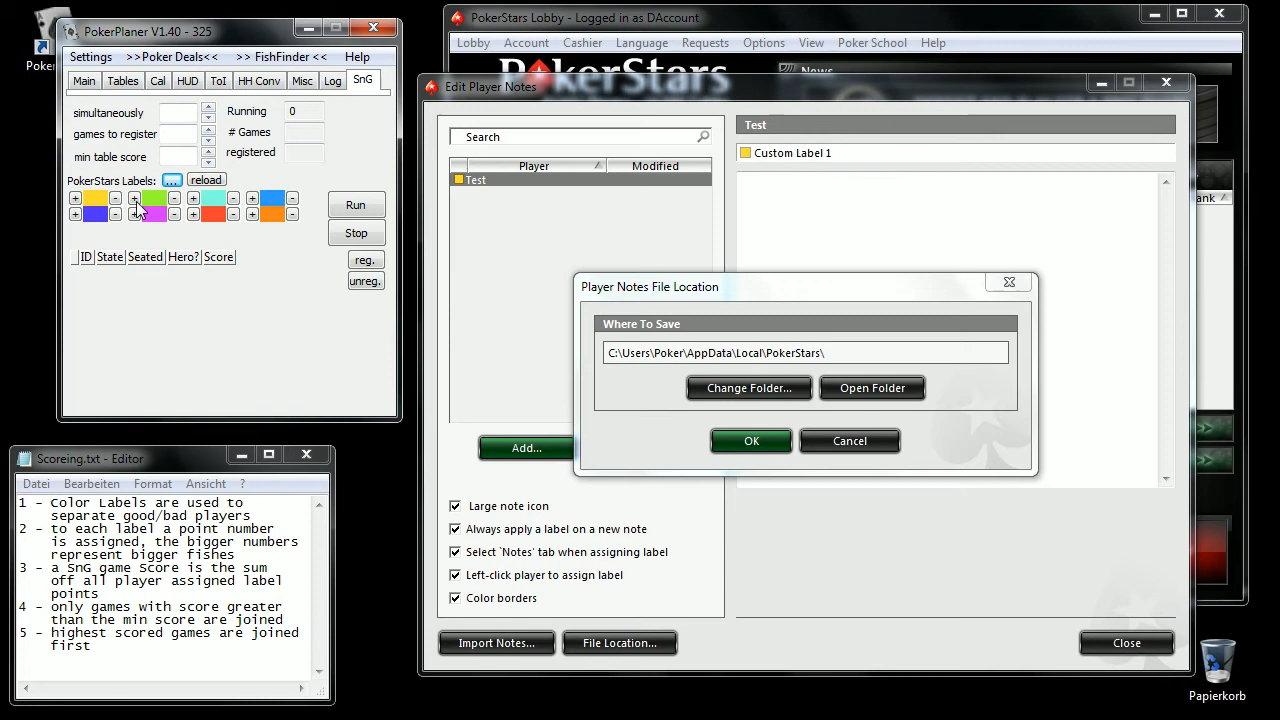 PokerPlaner V1.40 - 325
Settings >>Poker Deals<< >> FishFinder << Help
Main Tables Cal HUD ToI HH Conv Misc Log SnG
simultaneously
Running 0
games to register
# Games
registered
min table score
PokerStars Labels: ... reload
+ - + - + - + -
+ - + - + - + -
Run
Stop
reg.
unreg.
ID State Seated Hero? Score
Poker
Scoreing.txt - Editor
Datei Bearbeiten Format Ansicht ?
1 - Color Labels are used to
separate good/bad players
2 - to each label a point number
is assigned, the bigger numbers
represent bigger fishes
3 - a SnG game Score is the sum
off all player assigned label
points
4 - only games with score greater
than the min score are joined
5 - highest scored games are joined
first
PokerStars Lobby - Logged in as DAccount
Lobby Account Cashier Language Requests Options View Poker School Help
PokerStars
News
ank
Edit Player Notes
Search
Player Modified
Test
Test
Custom Label 1
Add...
Large note icon
Always apply a label on a new note
Select `Notes' tab when assigning label
Left-click player to assign label
Color borders
Import Notes... File Location... Close
Player Notes File Location
Where To Save
C:\Users\Poker\AppData\Local\PokerStars\
Change Folder... Open Folder
OK Cancel
Papierkorb